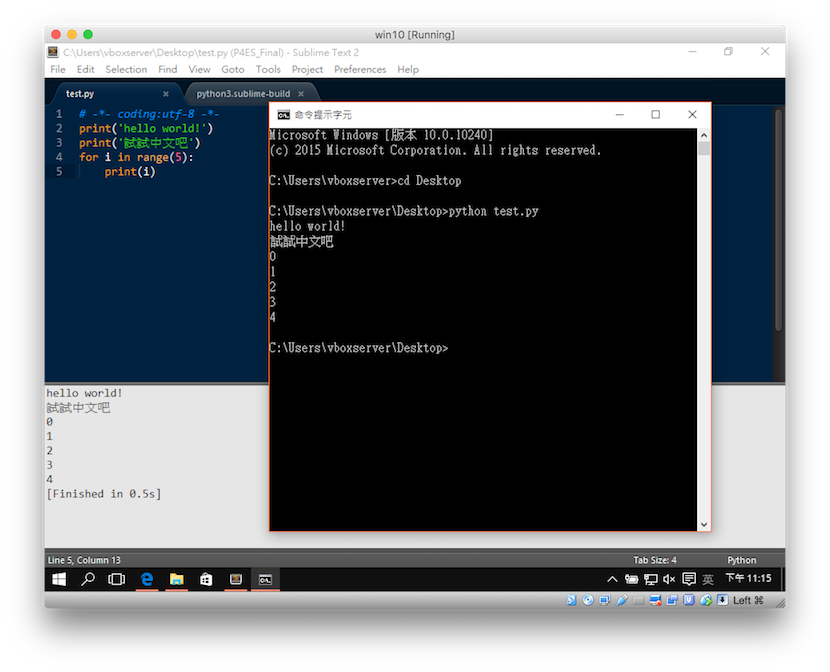 win10 [Running]
C:\Users\vboxserver\Desktop\test.py (P4ES_Final) - Sublime Text 2
File Edit Selection Find View Goto Tools Project Preferences Help
test.py × python3.sublime-build ×
1 # -*- coding:utf-8 -*-
2 print('hello world!')
3 print('試試中文吧')
4 for i in range(5):
5 print(i)
命令提示字元
Microsoft Windows [版本 10.0.10240]
(c) 2015 Microsoft Corporation. All rights reserved.
C:\Users\vboxserver>cd Desktop
C:\Users\vboxserver\Desktop>python test.py
hello world!
試試中文吧
0
1
2
3
4
C:\Users\vboxserver\Desktop>
hello world!
試試中文吧
0
1
2
3
4
[Finished in 0.5s]
Line 5, Column 13 Tab Size: 4 Python
英 下午 11:15
Left ⌘